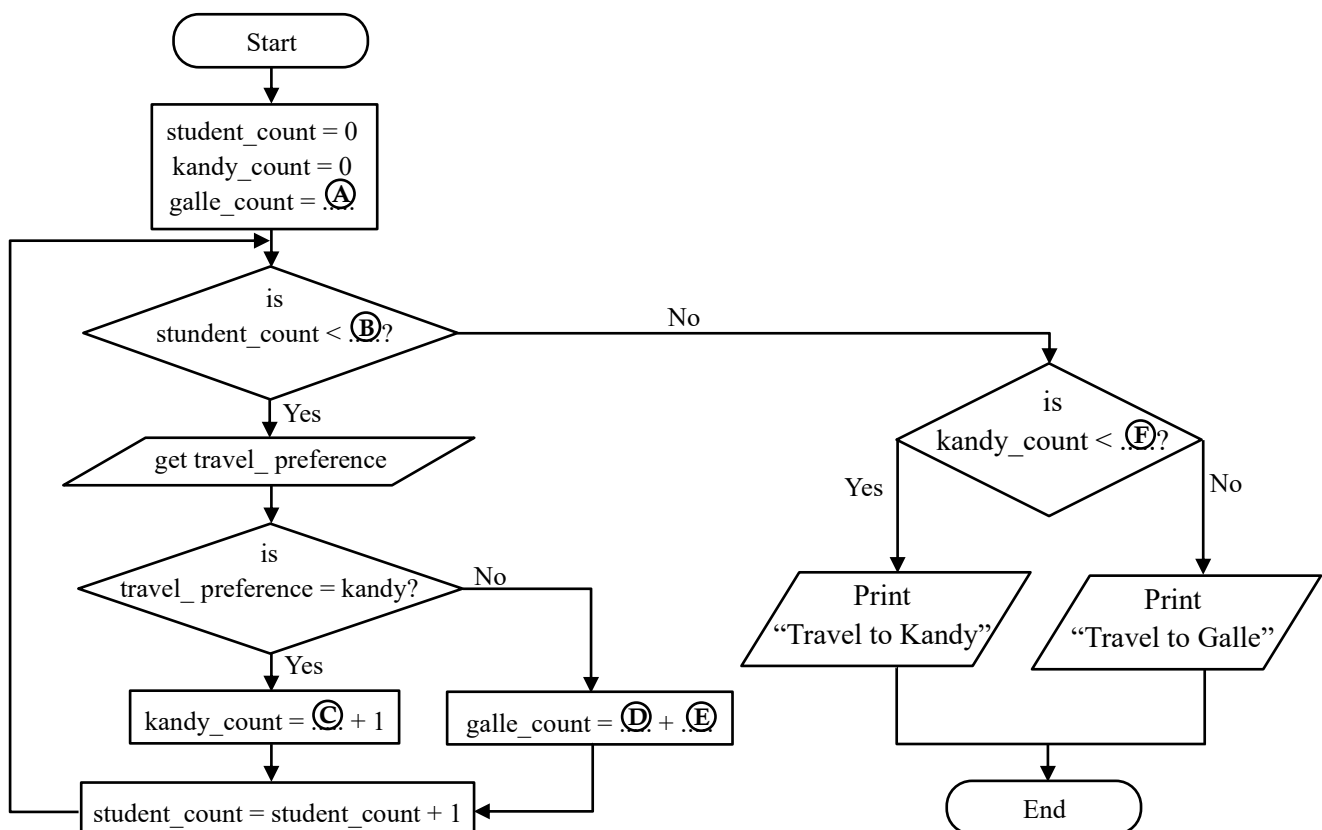 Start
student_count = 0
kandy_count = 0
galle_count = ..Ⓐ..
is
stundent_count < ..Ⓑ..?
No
Yes
get travel_ preference
is
travel_ preference = kandy?
No
Yes
kandy_count = ..Ⓒ.. + 1
galle_count = ..Ⓓ.. + ..Ⓔ..
student_count = student_count + 1
is
kandy_count < ..Ⓕ..?
Yes
No
Print
“Travel to Kandy”
Print
“Travel to Galle”
End